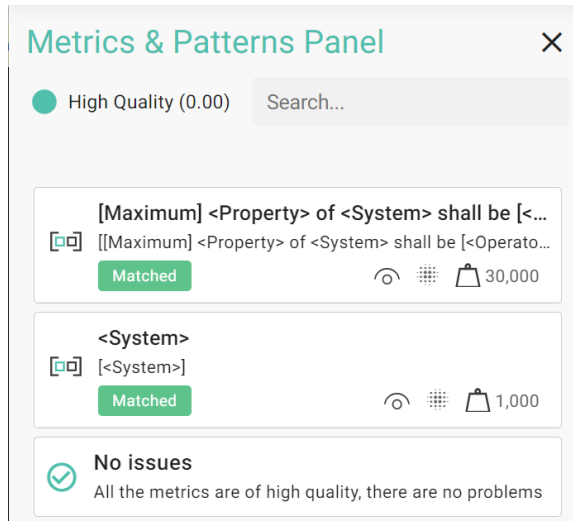 Metrics & Patterns Panel
High Quality (0.00)
Search...
[Maximum] <Property> of <System> shall be [<...
[[Maximum] <Property> of <System> shall be [<Operato...
Matched
30,000
<System>
[<System>]
Matched
1,000
No issues
All the metrics are of high quality, there are no problems